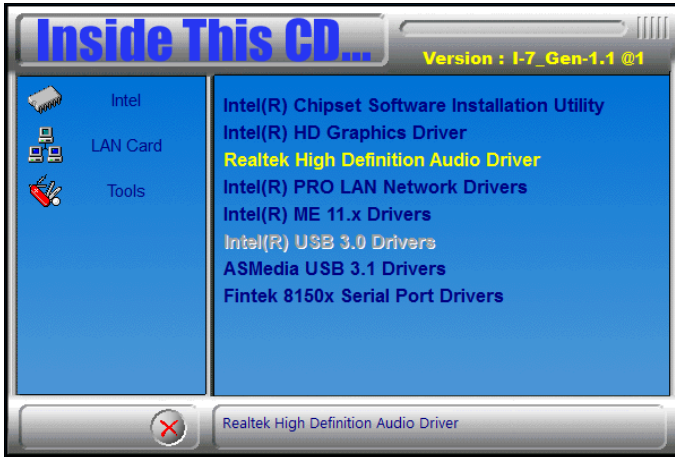 Inside This CD...
Version : I-7_Gen-1.1 @1
Intel
LAN Card
Tools
Intel(R) Chipset Software Installation Utility
Intel(R) HD Graphics Driver
Realtek High Definition Audio Driver
Intel(R) PRO LAN Network Drivers
Intel(R) ME 11.x Drivers
Intel(R) USB 3.0 Drivers
ASMedia USB 3.1 Drivers
Fintek 8150x Serial Port Drivers
Realtek High Definition Audio Driver